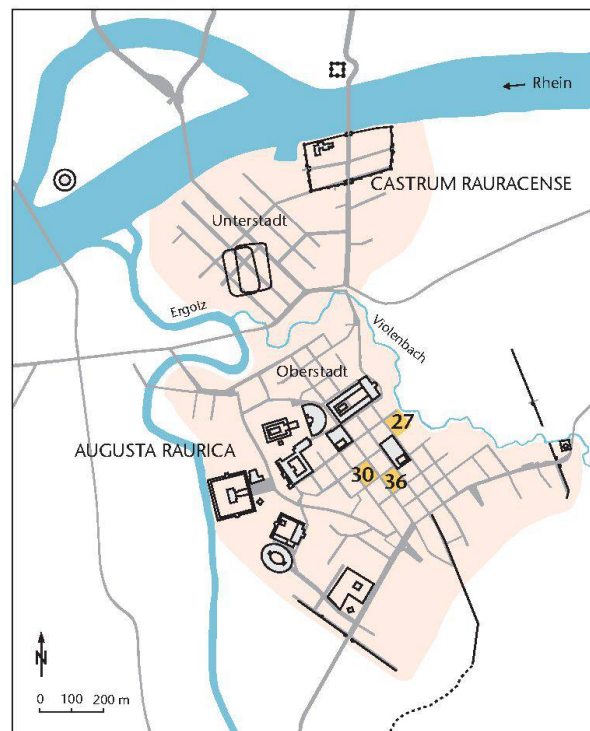 Rhein
CASTRUM RAURACENSE
Unterstadt
Ergolz
Violenbach
Oberstadt
27
AUGUSTA RAURICA
30 36
N
0 100 200 m